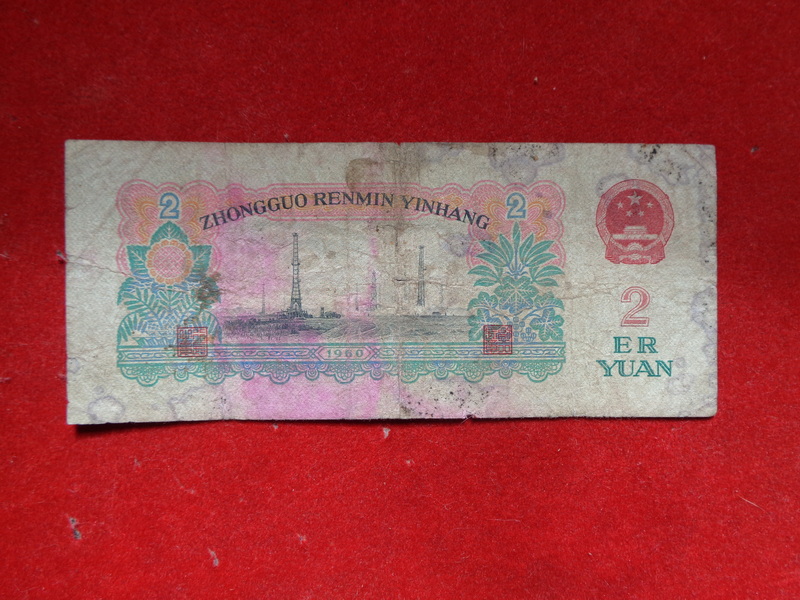 2
ZHONGGUO RENMIN YINHANG
2
2
ER
YUAN
1960